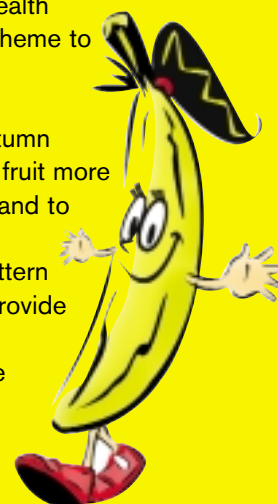 ealth
heme to
tumn
fruit more
and to
ttern
rovide
e